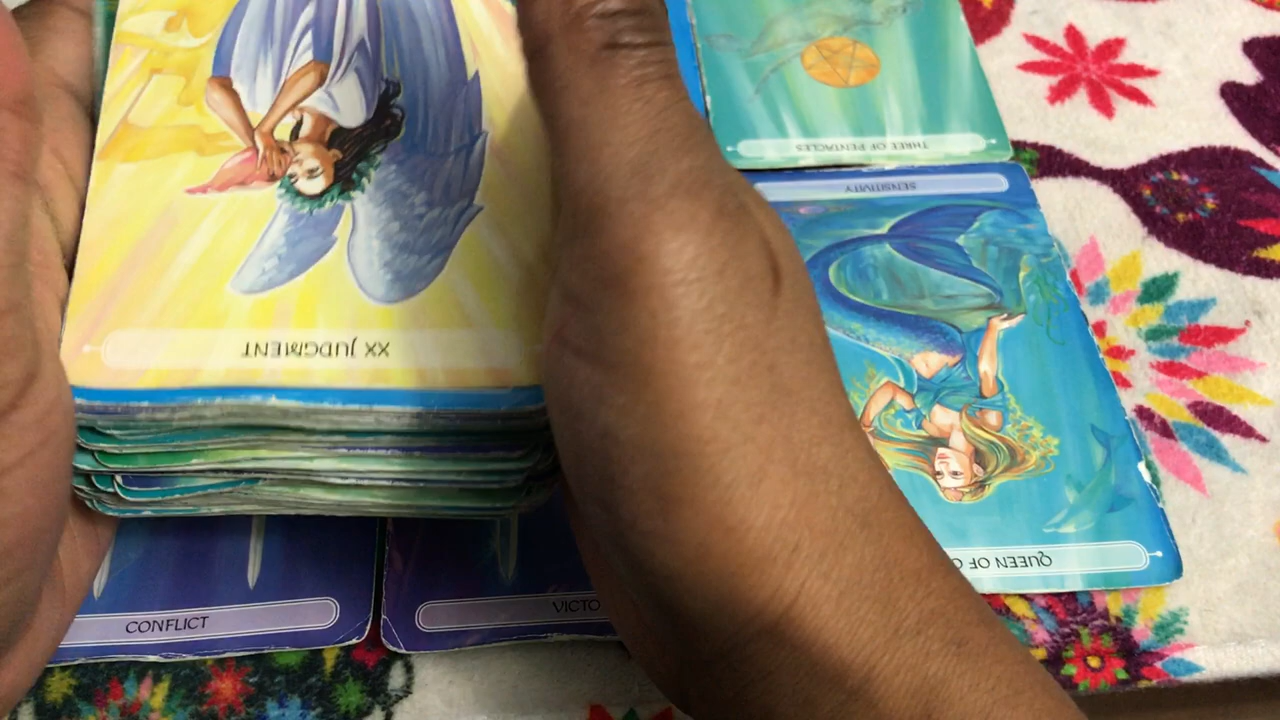 THREE OF PENTACLES
SENSITIVITY
XX JUDGMENT
QUEEN OF
CONFLICT
VICTO